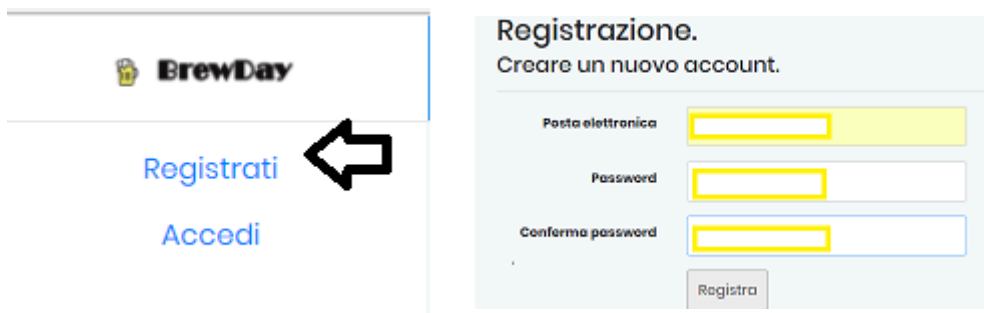 BrewDay
Registrati
Accedi
Registrazione.
Creare un nuovo account.
Posta elettronica
Password
Conferma password
Registra